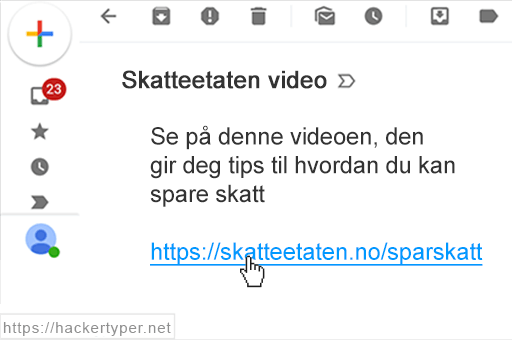 23
Skatteetaten video
Se på denne videoen, den
gir deg tips til hvordan du kan
spare skatt
https://skatteetaten.no/sparskatt
https://hackertyper.net